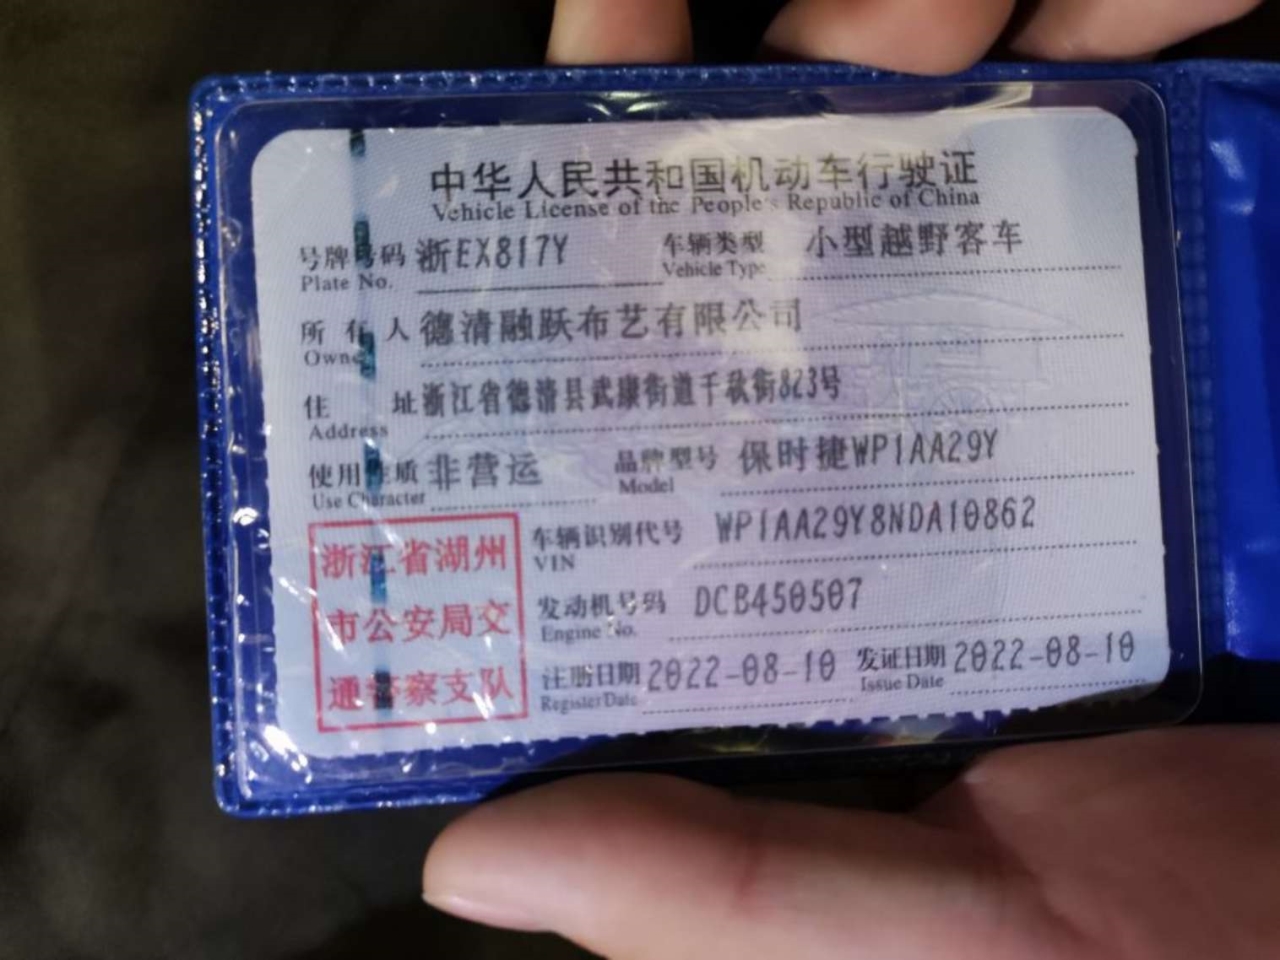 中华人民共和国机动车行驶证
Vehicle License of the People's Republic of China
号牌号码 浙EX817Y 车辆类型 小型越野客车
Plate No. Vehicle Type
所有人 德清融跃布艺有限公司
Owner
住址 浙江省德清县武康街道千秋街823号
Address
使用性质 非营运 品牌型号 保时捷WP1AA29Y
Use Character Model
车辆识别代号 WP1AA29Y8NDA10862
VIN
发动机号码 DCB450507
Engine No.
注册日期 2022-08-10 发证日期 2022-08-10
Register Date Issue Date
浙江省湖州
市公安局交
通警察支队